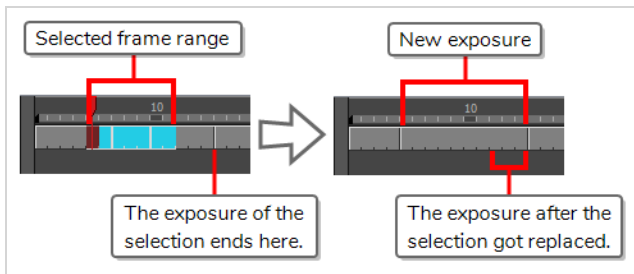 Selected frame range
New exposure
10
10
The exposure of the
selection ends here.
The exposure after the
selection got replaced.